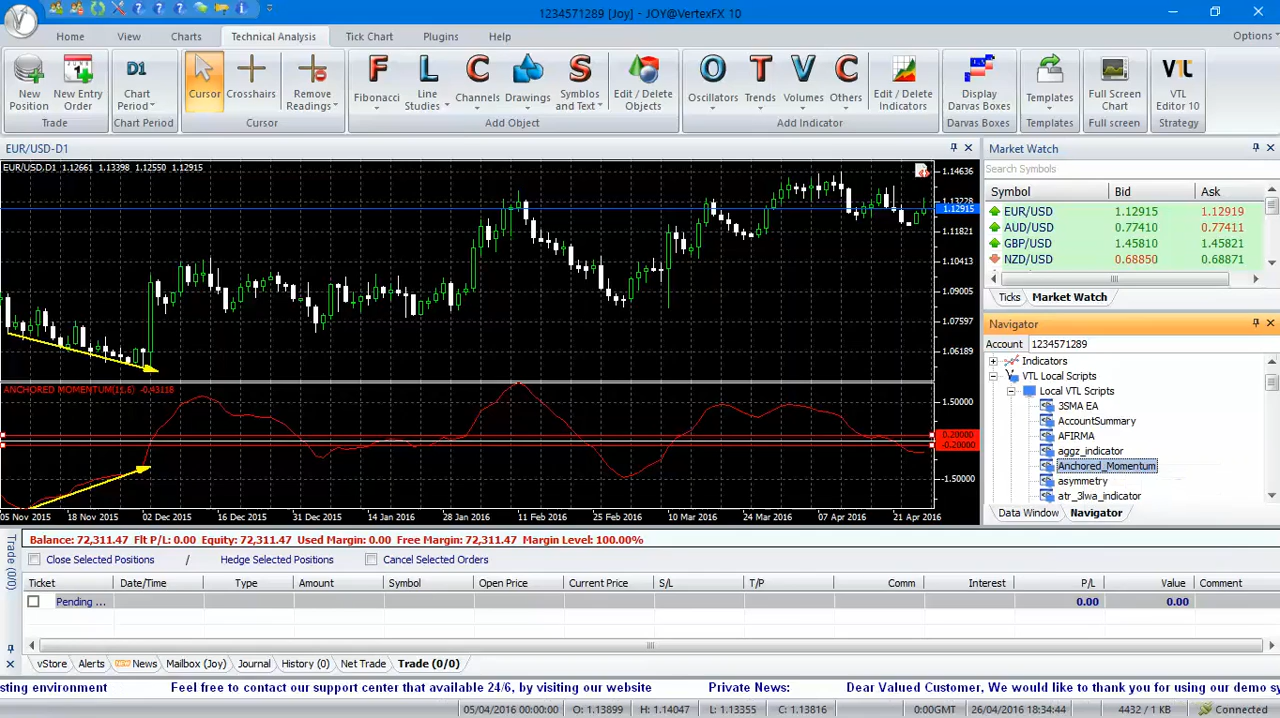 1234571289 [Joy] - JOY@VertexFX 10
Home View Charts Technical Analysis Tick Chart Plugins Help Options
New Position
New Entry Order
Trade
D1
Chart Period
Chart Period
Cursor
Crosshairs
Remove Readings
Cursor
F
Fibonacci
L
Line Studies
C
Channels
Drawings
S
Symblos and Text
Edit / Delete Objects
Add Object
O
Oscillators
T
Trends
V
Volumes
C
Others
Edit / Delete Indicators
Add Indicator
Display Darvas Boxes
Darvas Boxes
Templates
Templates
Full Screen Chart
Full screen
VTL Editor 10
Strategy
EUR/USD-D1
EUR/USD,D1 1.12661 1.13398 1.12550 1.12915
1.14636
1.13228
1.12915
1.11821
1.10413
1.09005
1.07597
1.06189
ANCHORED MOMENTUM(11,6) -0.43118
1.50000
0.20000
-0.20000
-1.50000
05 Nov 2015 18 Nov 2015 02 Dec 2015 16 Dec 2015 31 Dec 2015 14 Jan 2016 28 Jan 2016 11 Feb 2016 25 Feb 2016 10 Mar 2016 24 Mar 2016 07 Apr 2016 21 Apr 2016
Market Watch
Search Symbols
Symbol Bid Ask
EUR/USD 1.12915 1.12919
AUD/USD 0.77410 0.77411
GBP/USD 1.45810 1.45821
NZD/USD 0.68850 0.68871
Ticks Market Watch
Navigator
Account 1234571289
Indicators
VTL Local Scripts
Local VTL Scripts
3SMA EA
AccountSummary
AFIRMA
aggz_indicator
Anchored_Momentum
asymmetry
atr_3lwa_indicator
Data Window Navigator
Trade (0/0)
Balance: 72,311.47 Flt P/L: 0.00 Equity: 72,311.47 Used Margin: 0.00 Free Margin: 72,311.47 Margin Level: 100.00%
Close Selected Positions / Hedge Selected Positions Cancel Selected Orders
Ticket Date/Time Type Amount Symbol Open Price Current Price S/L T/P Comm Interest P/L Value Comment
Pending ... 0.00 0.00
vStore Alerts News Mailbox (Joy) Journal History (0) Net Trade Trade (0/0)
sting environment Feel free to contact our support center that available 24/6, by visiting our website Private News: Dear Valued Customer, We would like to thank you for using our demo sy
05/04/2016 00:00:00 O: 1.13899 H: 1.14047 L: 1.13355 C: 1.13816 0:00GMT 26/04/2016 18:34:44 4432 / 1 KB Connected